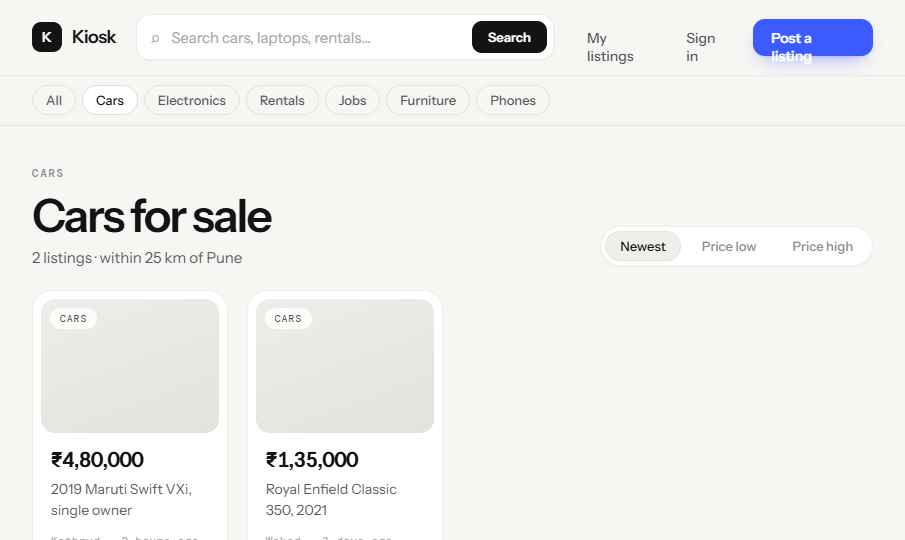 K Kiosk
Search cars, laptops, rentals...
Search
My
listings
Sign
in
Post a
listing
All
Cars
Electronics
Rentals
Jobs
Furniture
Phones
CARS
Cars for sale
2 listings · within 25 km of Pune
Newest
Price low
Price high
CARS
₹4,80,000
2019 Maruti Swift VXi,
single owner
CARS
₹1,35,000
Royal Enfield Classic
350, 2021